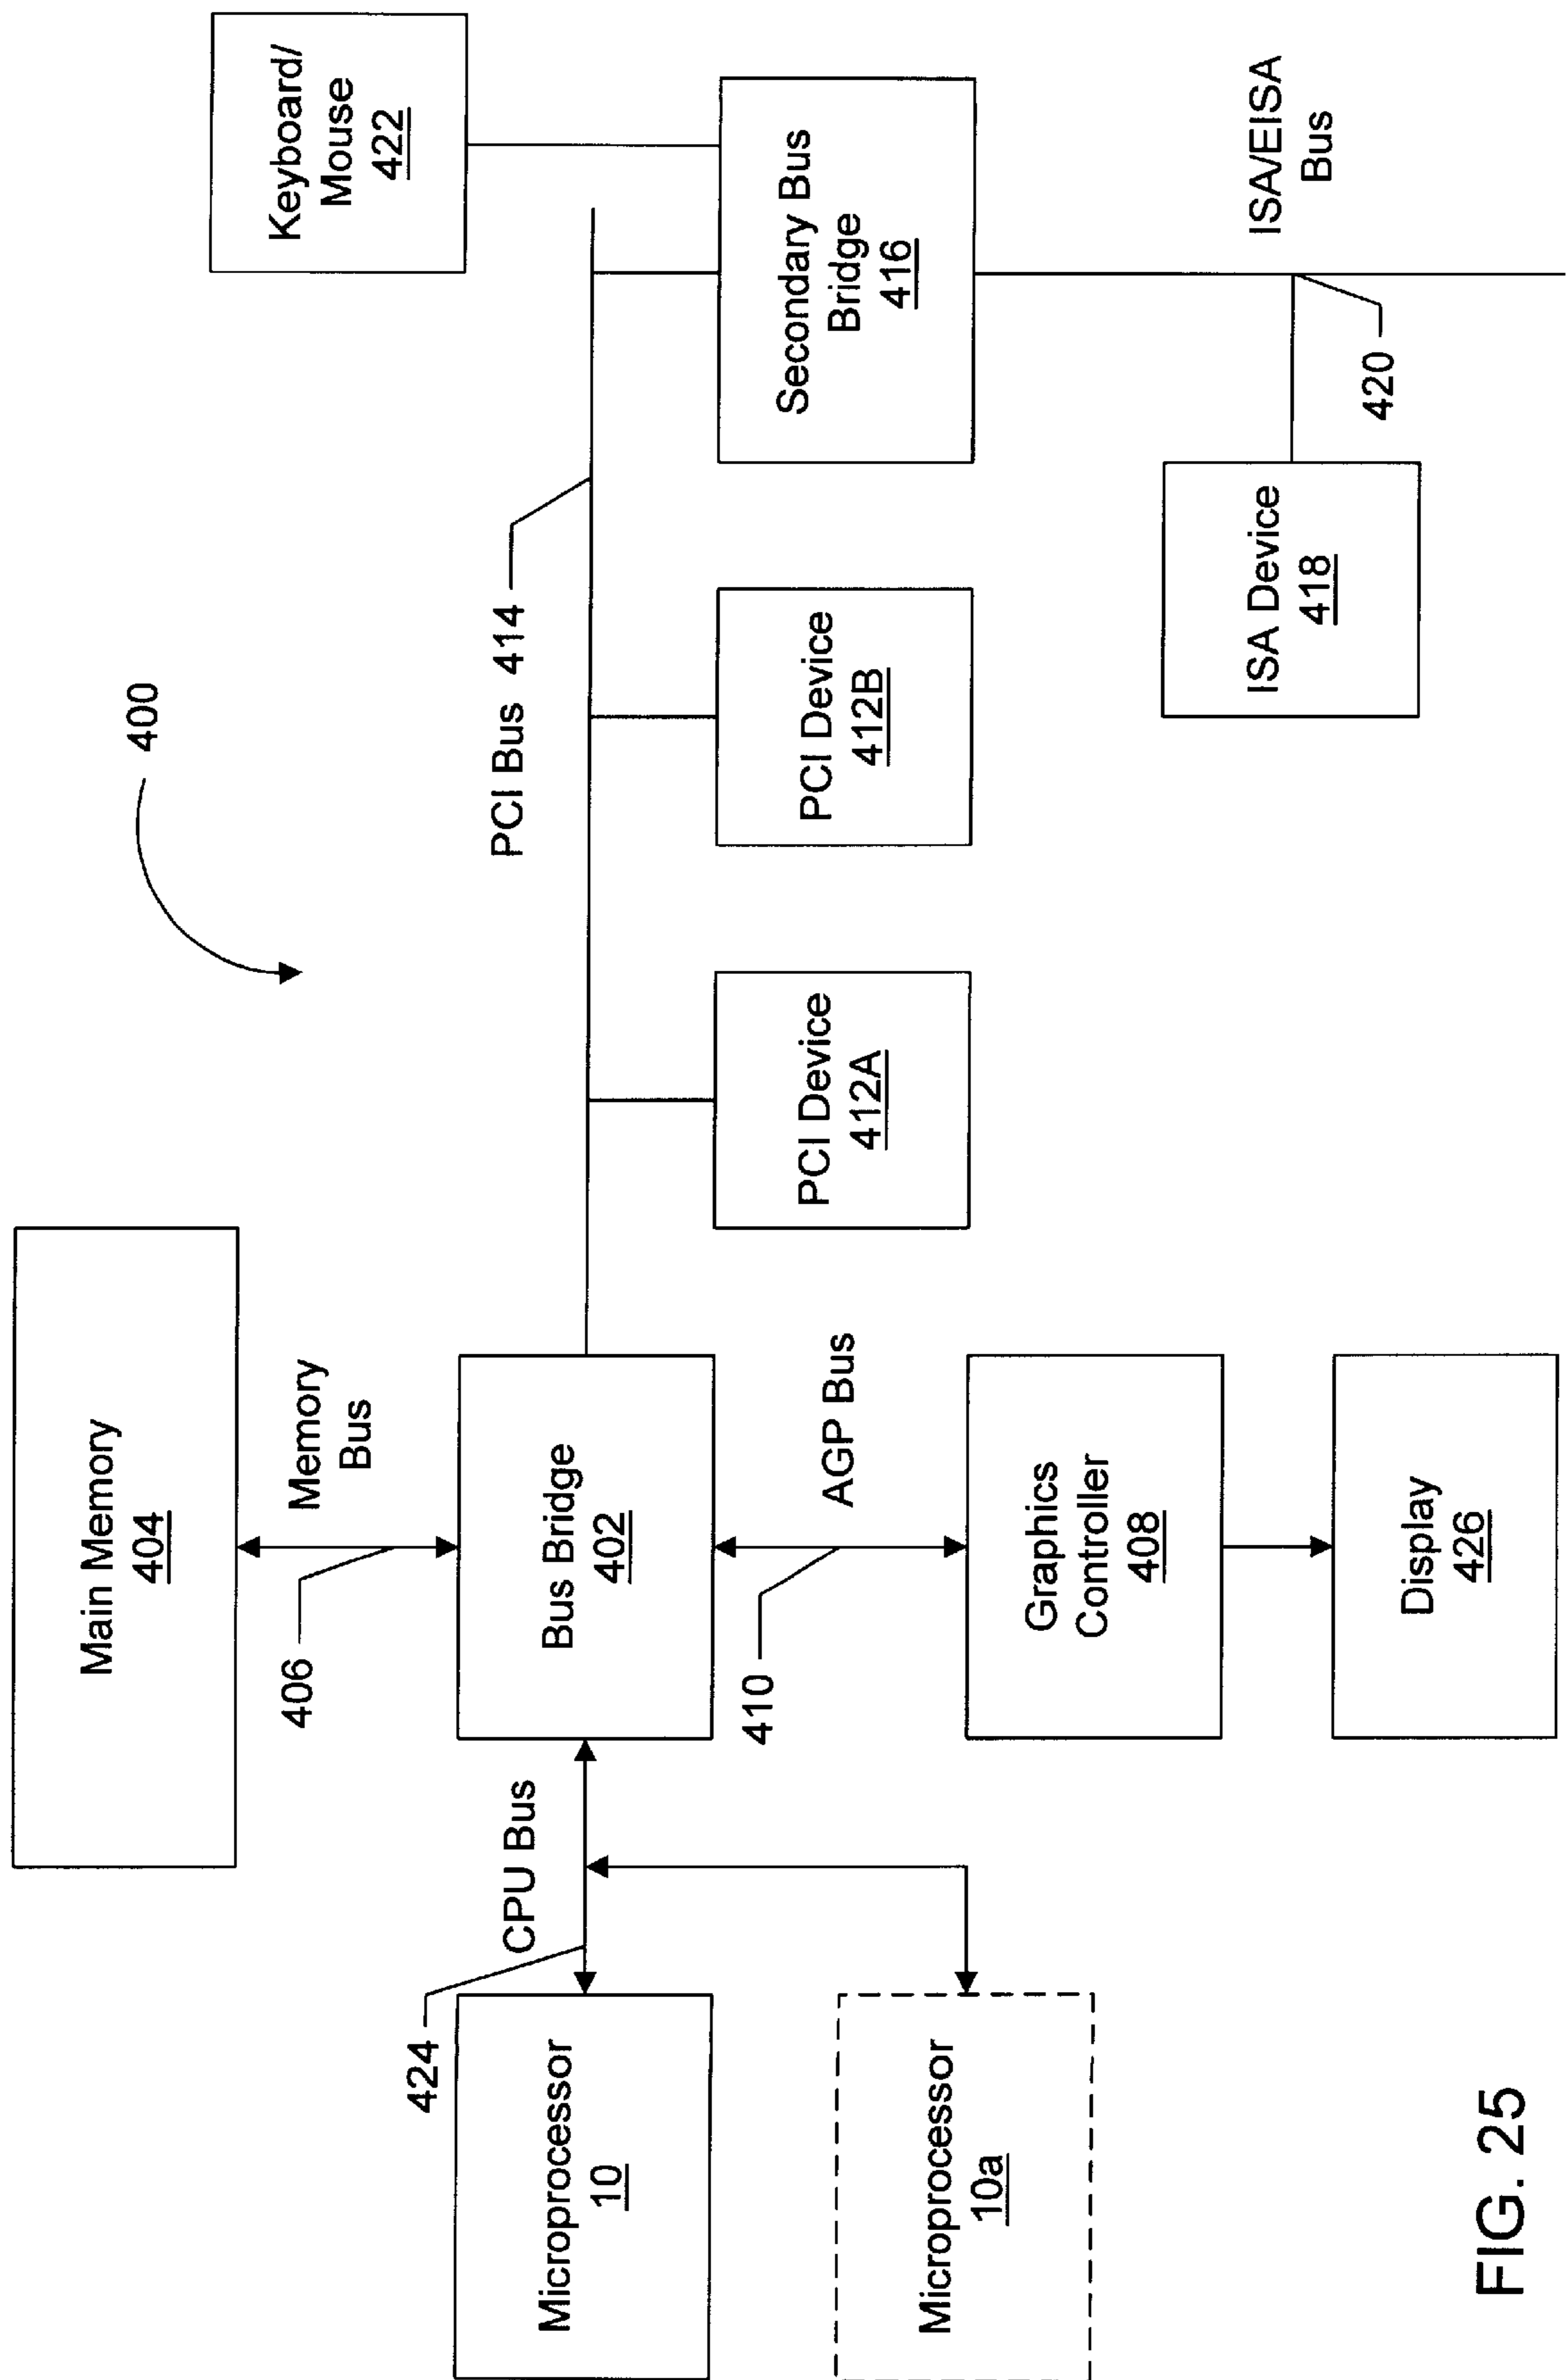 400
Main Memory
404
Keyboard/
Mouse
422
406
Memory
Bus
424
CPU Bus
PCI Bus 414
Microprocessor
10
Bus Bridge
402
410
AGP Bus
PCI Device
412A
PCI Device
412B
Secondary Bus
Bridge
416
Microprocessor
10a
Graphics
Controller
408
ISA Device
418
420
ISA/EISA
Bus
Display
426
FIG. 25